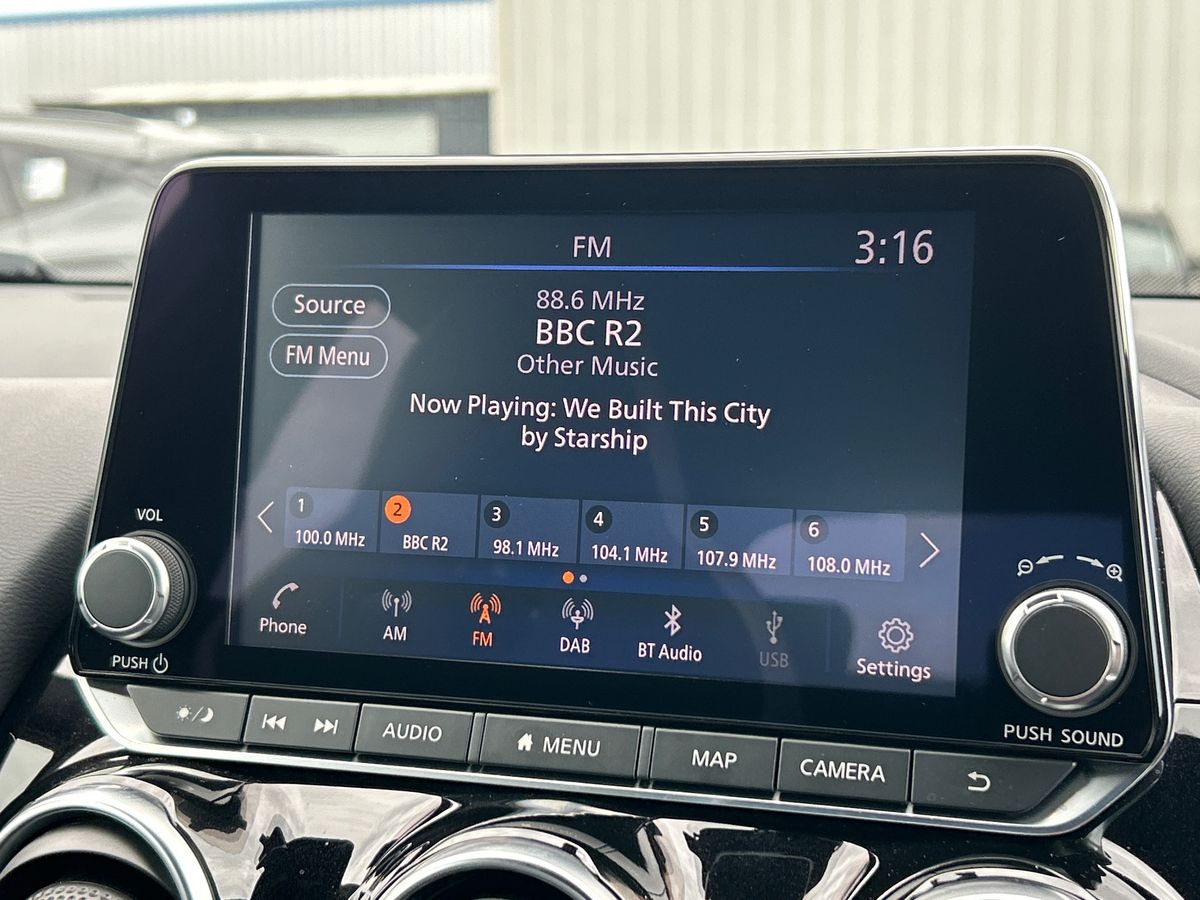 FM
3:16
Source
FM Menu
88.6 MHz
BBC R2
Other Music
Now Playing: We Built This City
by Starship
1
100.0 MHz
2
BBC R2
3
98.1 MHz
4
104.1 MHz
5
107.9 MHz
6
108.0 MHz
Phone
AM
FM
DAB
BT Audio
USB
Settings
VOL
PUSH
PUSH SOUND
AUDIO
MENU
MAP
CAMERA